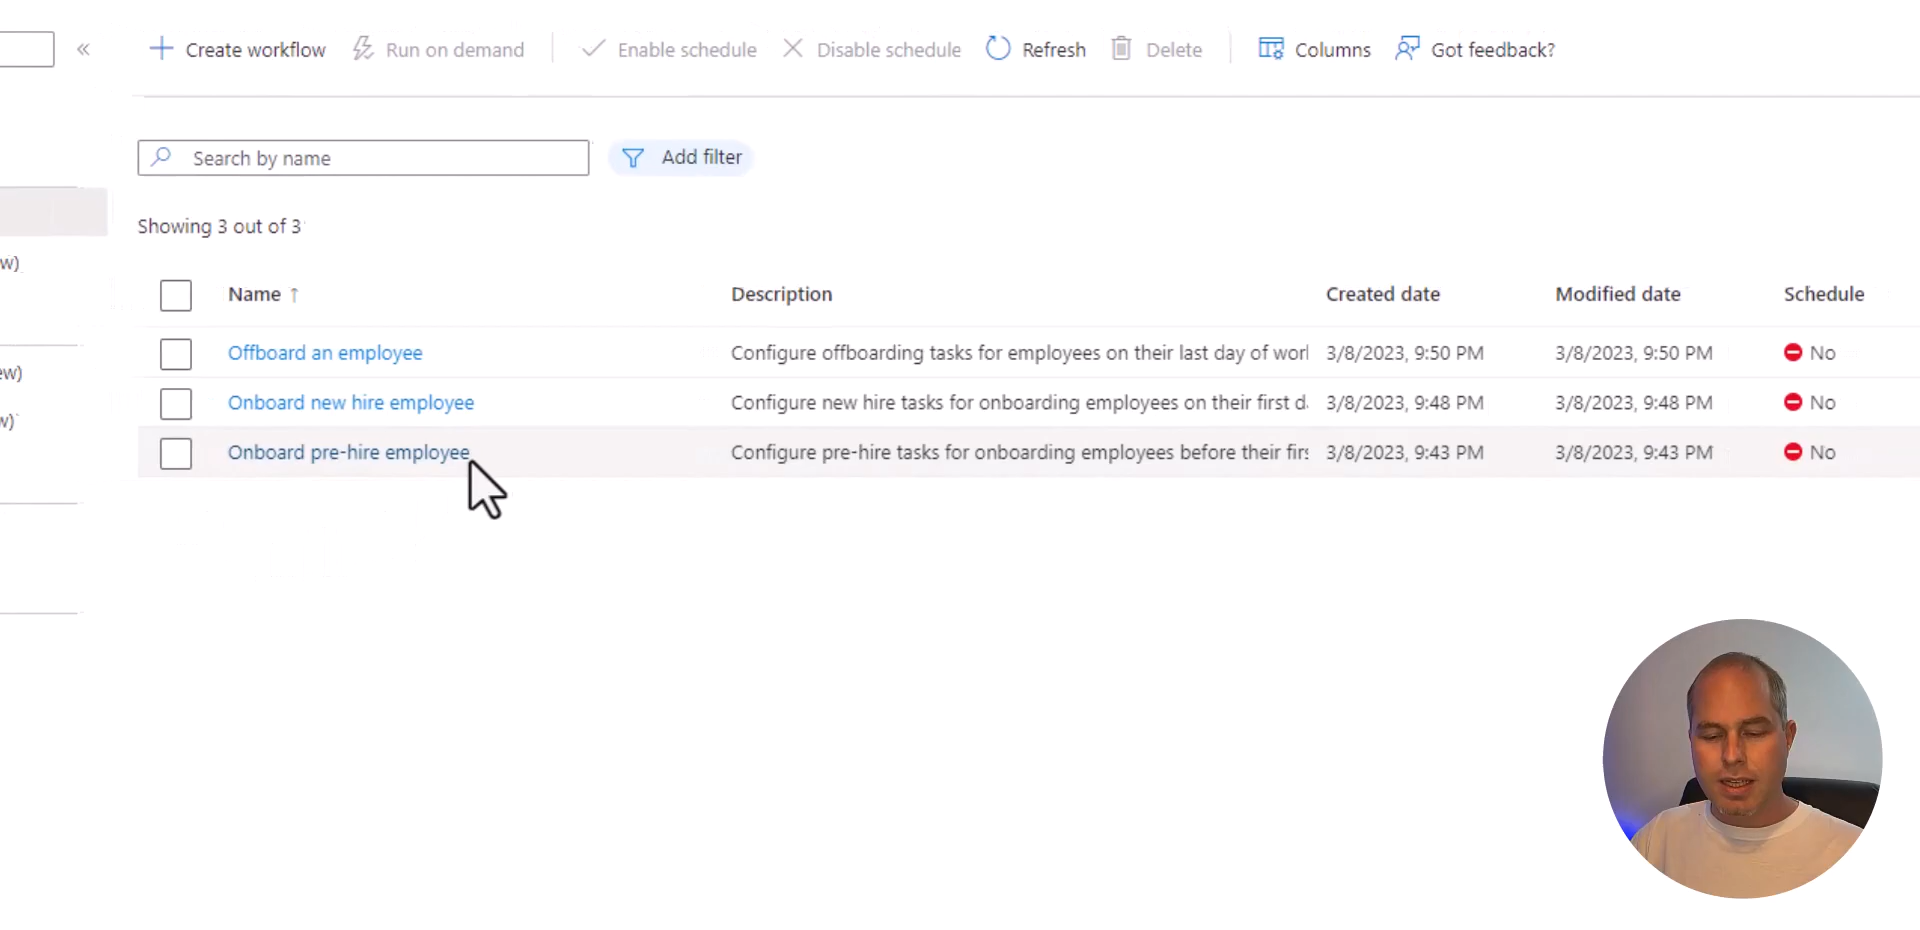 Create workflow Run on demand Enable schedule Disable schedule Refresh Delete Columns Got feedback?
Search by name Add filter
Showing 3 out of 3
w)
ew)
w)
Name ↑ Description Created date Modified date Schedule
Offboard an employee Configure offboarding tasks for employees on their last day of worl 3/8/2023, 9:50 PM 3/8/2023, 9:50 PM No
Onboard new hire employee Configure new hire tasks for onboarding employees on their first d 3/8/2023, 9:48 PM 3/8/2023, 9:48 PM No
Onboard pre-hire employee Configure pre-hire tasks for onboarding employees before their firs 3/8/2023, 9:43 PM 3/8/2023, 9:43 PM No